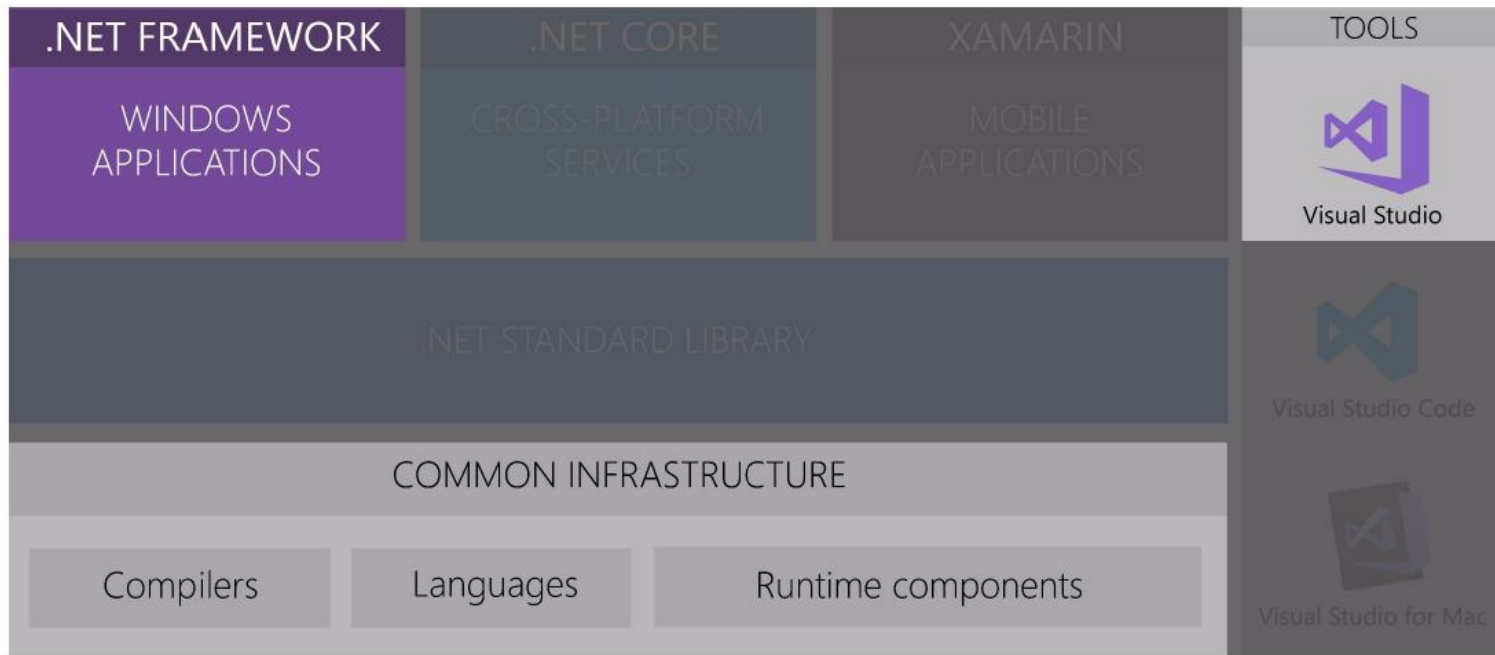 .NET FRAMEWORK
WINDOWS
APPLICATIONS
.NET CORE
CROSS-PLATFORM
SERVICES
XAMARIN
MOBILE
APPLICATIONS
TOOLS
Visual Studio
.NET STANDARD LIBRARY
Visual Studio Code
COMMON INFRASTRUCTURE
Compilers
Languages
Runtime components
Visual Studio for Mac